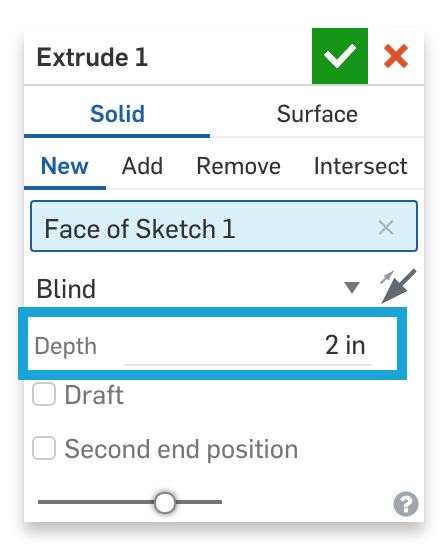 Extrude 1
Solid Surface
New Add Remove Intersect
Face of Sketch 1
Blind
Depth 2 in
Draft
Second end position
?